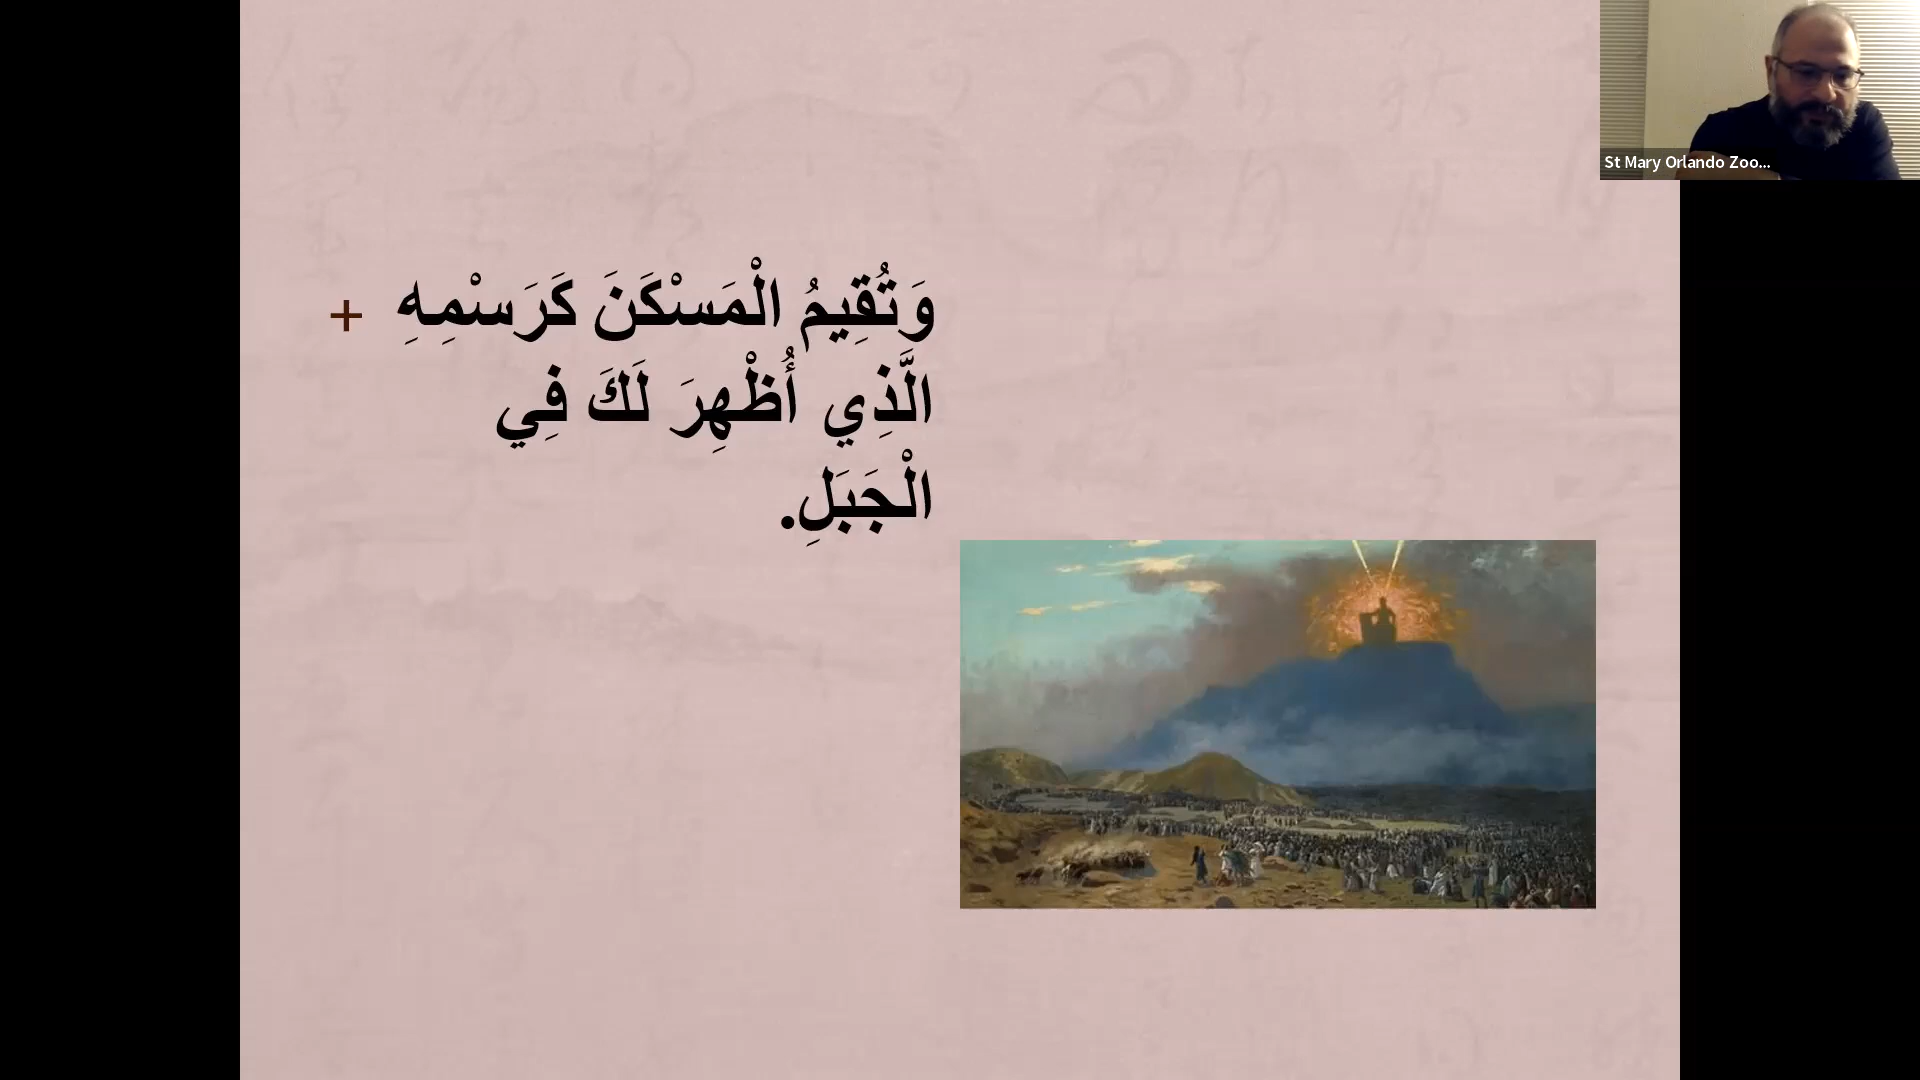 + وَتُقِيمُ الْمَسْكَنَ كَرَسْمِهِ
الَّذِي أُظْهِرَ لَكَ فِي
الْجَبَلِ.
St Mary Orlando Zoo...